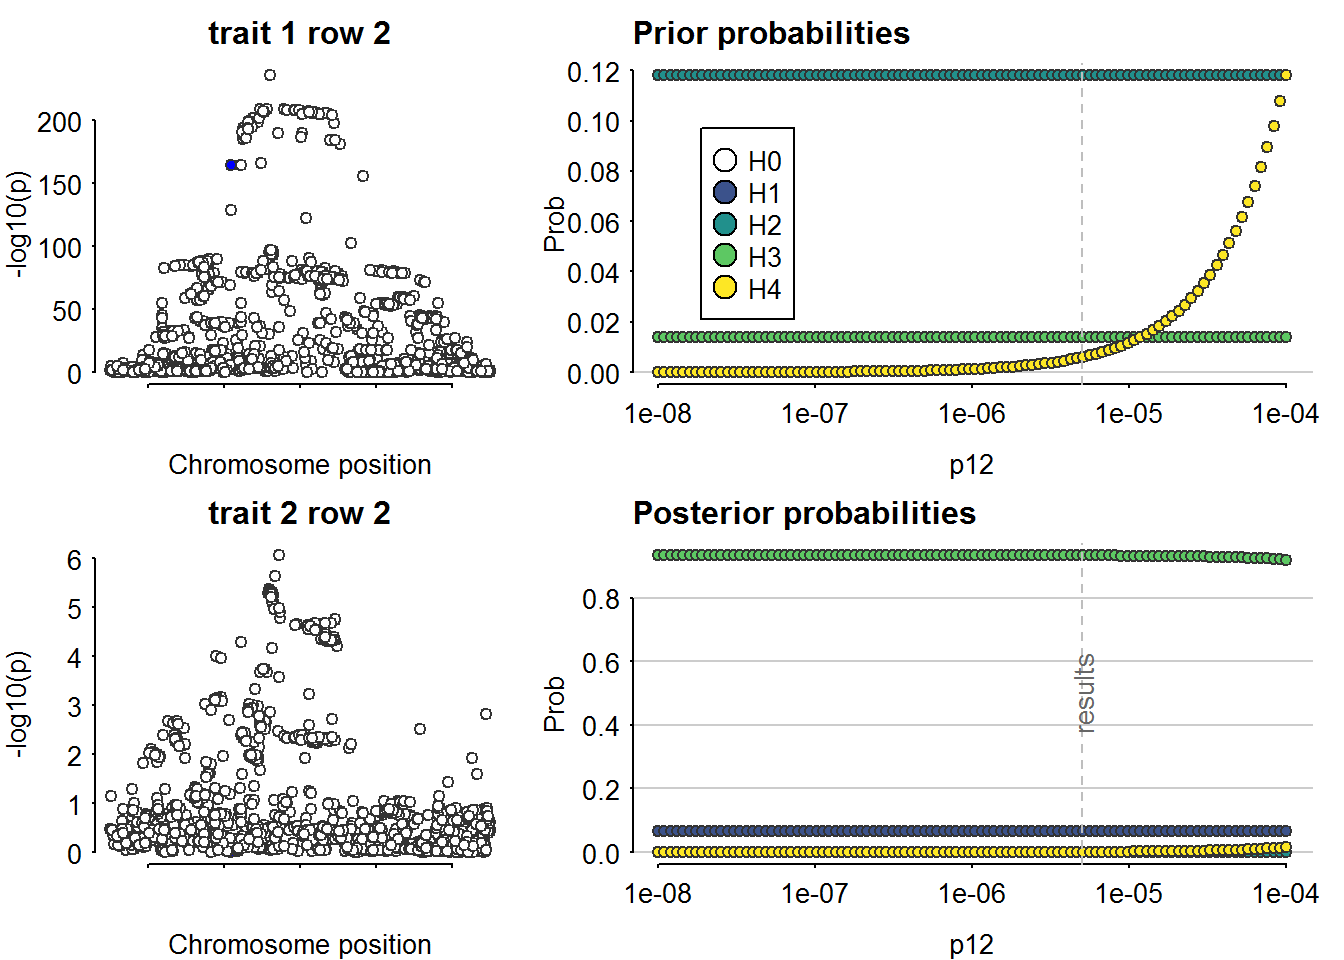 trait 1 row 2
-log10(p)
200
150
100
50
0
Chromosome position
Prior probabilities
Prob
0.12
0.10
0.08
0.06
0.04
0.02
0.00
H0
H1
H2
H3
H4
1e-08 1e-07 1e-06 1e-05 1e-04
p12
trait 2 row 2
-log10(p)
6
5
4
3
2
1
0
Chromosome position
Posterior probabilities
Prob
0.8
0.6
0.4
0.2
0.0
results
1e-08 1e-07 1e-06 1e-05 1e-04
p12